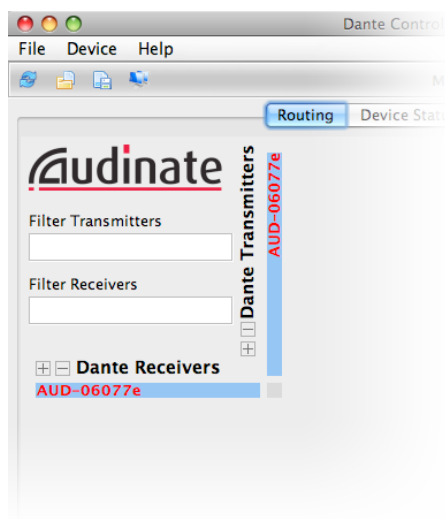 Dante Contro
File Device Help
M
Routing Device Stat
Audinate
Filter Transmitters
Filter Receivers
Dante Transmitters
AUD-06077e
Dante Receivers
AUD-06077e